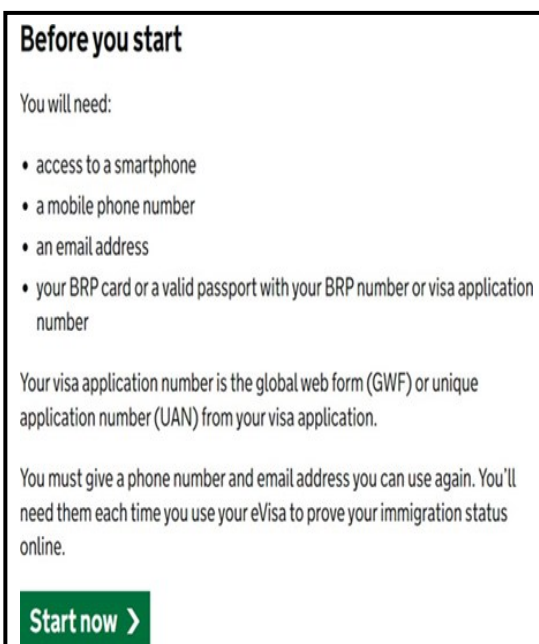 Before you start
You will need:
• access to a smartphone
• a mobile phone number
• an email address
• your BRP card or a valid passport with your BRP number or visa application
number
Your visa application number is the global web form (GWF) or unique
application number (UAN) from your visa application.
You must give a phone number and email address you can use again. You'll
need them each time you use your eVisa to prove your immigration status
online.
Start now ❯